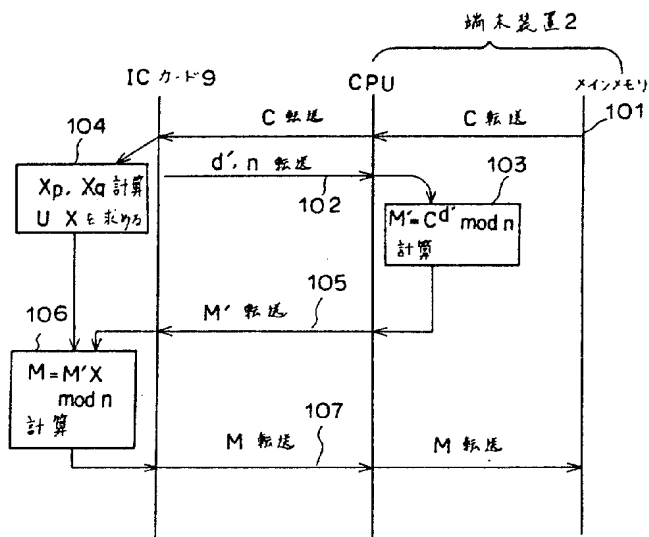 端末装置2
ICカード9
CPU
メインメモリ
C 転送
C 転送
101
104
d′, n 転送
102
103
Xp, Xq 計算
U Xを求める
M′=C^d′ mod n
計算
M′ 転送
105
106
M=M′X
mod n
計算
M 転送
107
M 転送